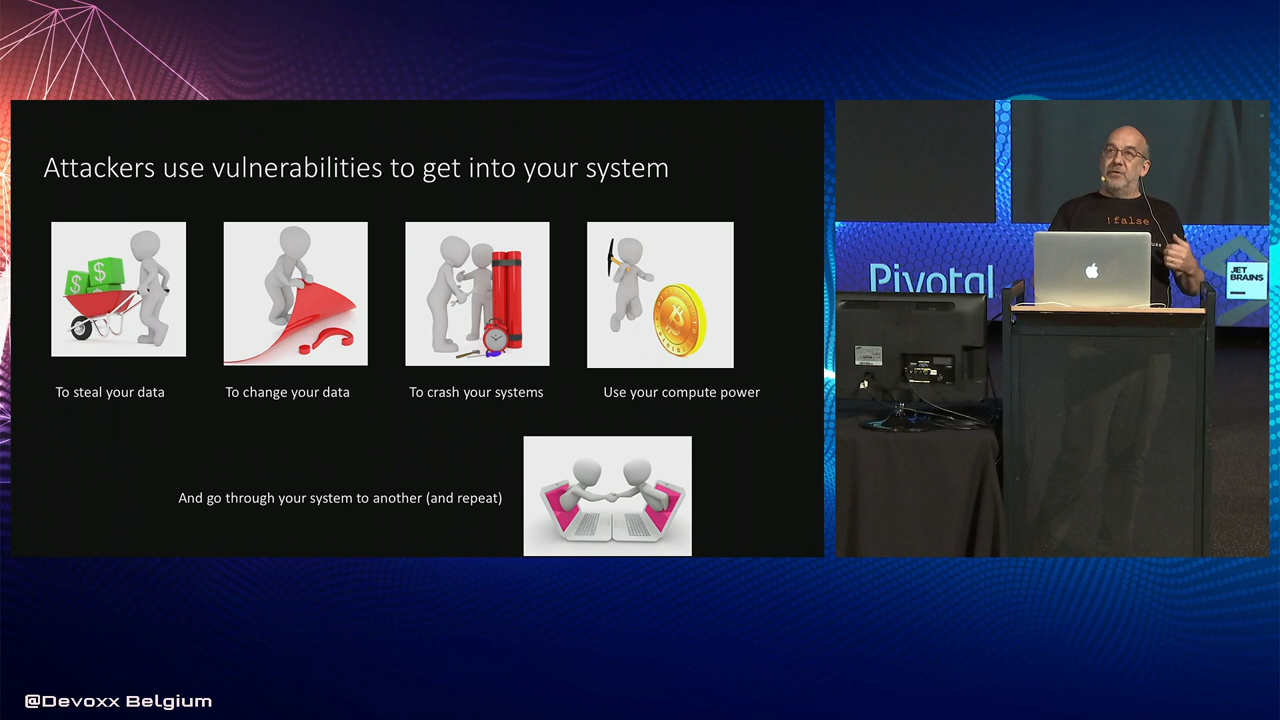 Attackers use vulnerabilities to get into your system
$
$
To steal your data
To change your data
To crash your systems
Use your compute power
And go through your system to another (and repeat)
!false
Pivotal
JET
BRAINS
@Devoxx Belgium